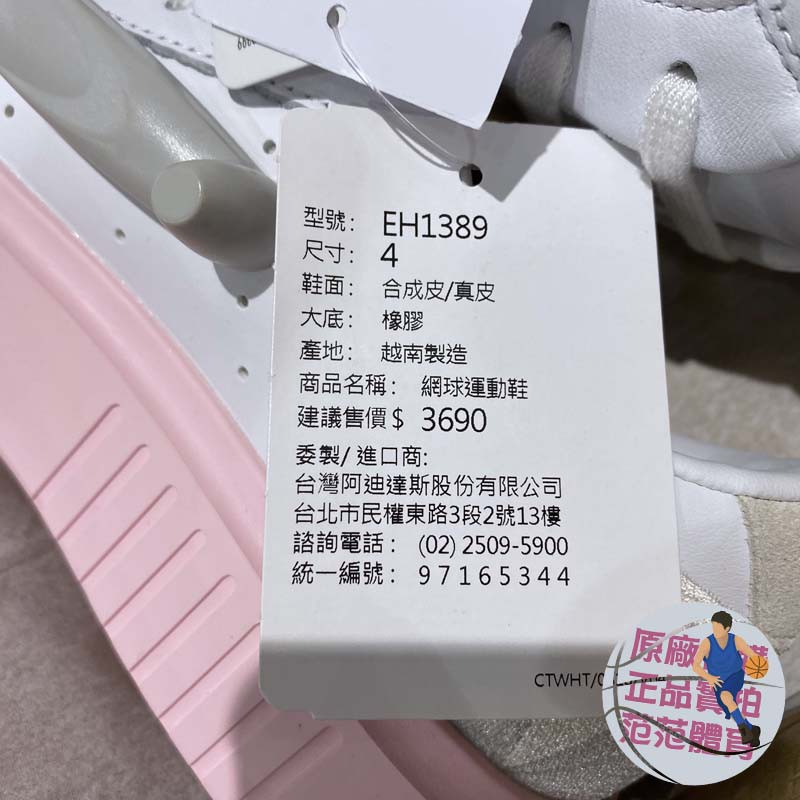 型號： EH1389
尺寸： 4
鞋面： 合成皮/真皮
大底： 橡膠
產地： 越南製造
商品名稱： 網球運動鞋
建議售價$ 3690
委製/ 進口商:
台灣阿迪達斯股份有限公司
台北市民權東路3段2號13樓
諮詢電話： (02) 2509-5900
統一編號： 97165344
CTWHT/
原廠
正品實拍
范范體育